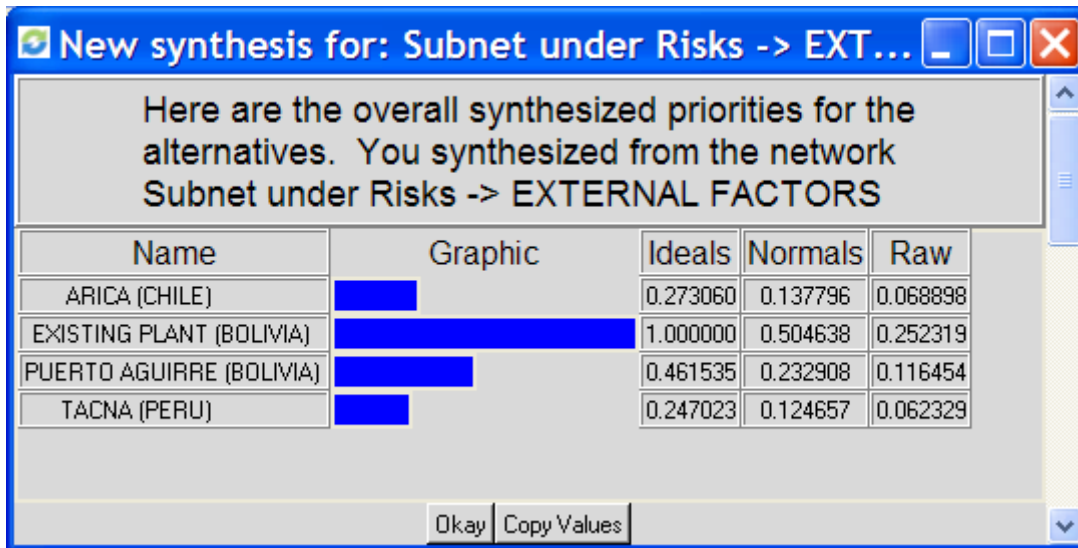 New synthesis for: Subnet under Risks -> EXT...
Here are the overall synthesized priorities for the
alternatives.  You synthesized from the network
Subnet under Risks -> EXTERNAL FACTORS
Name Graphic Ideals Normals Raw
ARICA (CHILE) 0.273060 0.137796 0.068898
EXISTING PLANT (BOLIVIA) 1.000000 0.504638 0.252319
PUERTO AGUIRRE (BOLIVIA) 0.461535 0.232908 0.116454
TACNA (PERU) 0.247023 0.124657 0.062329
Okay Copy Values